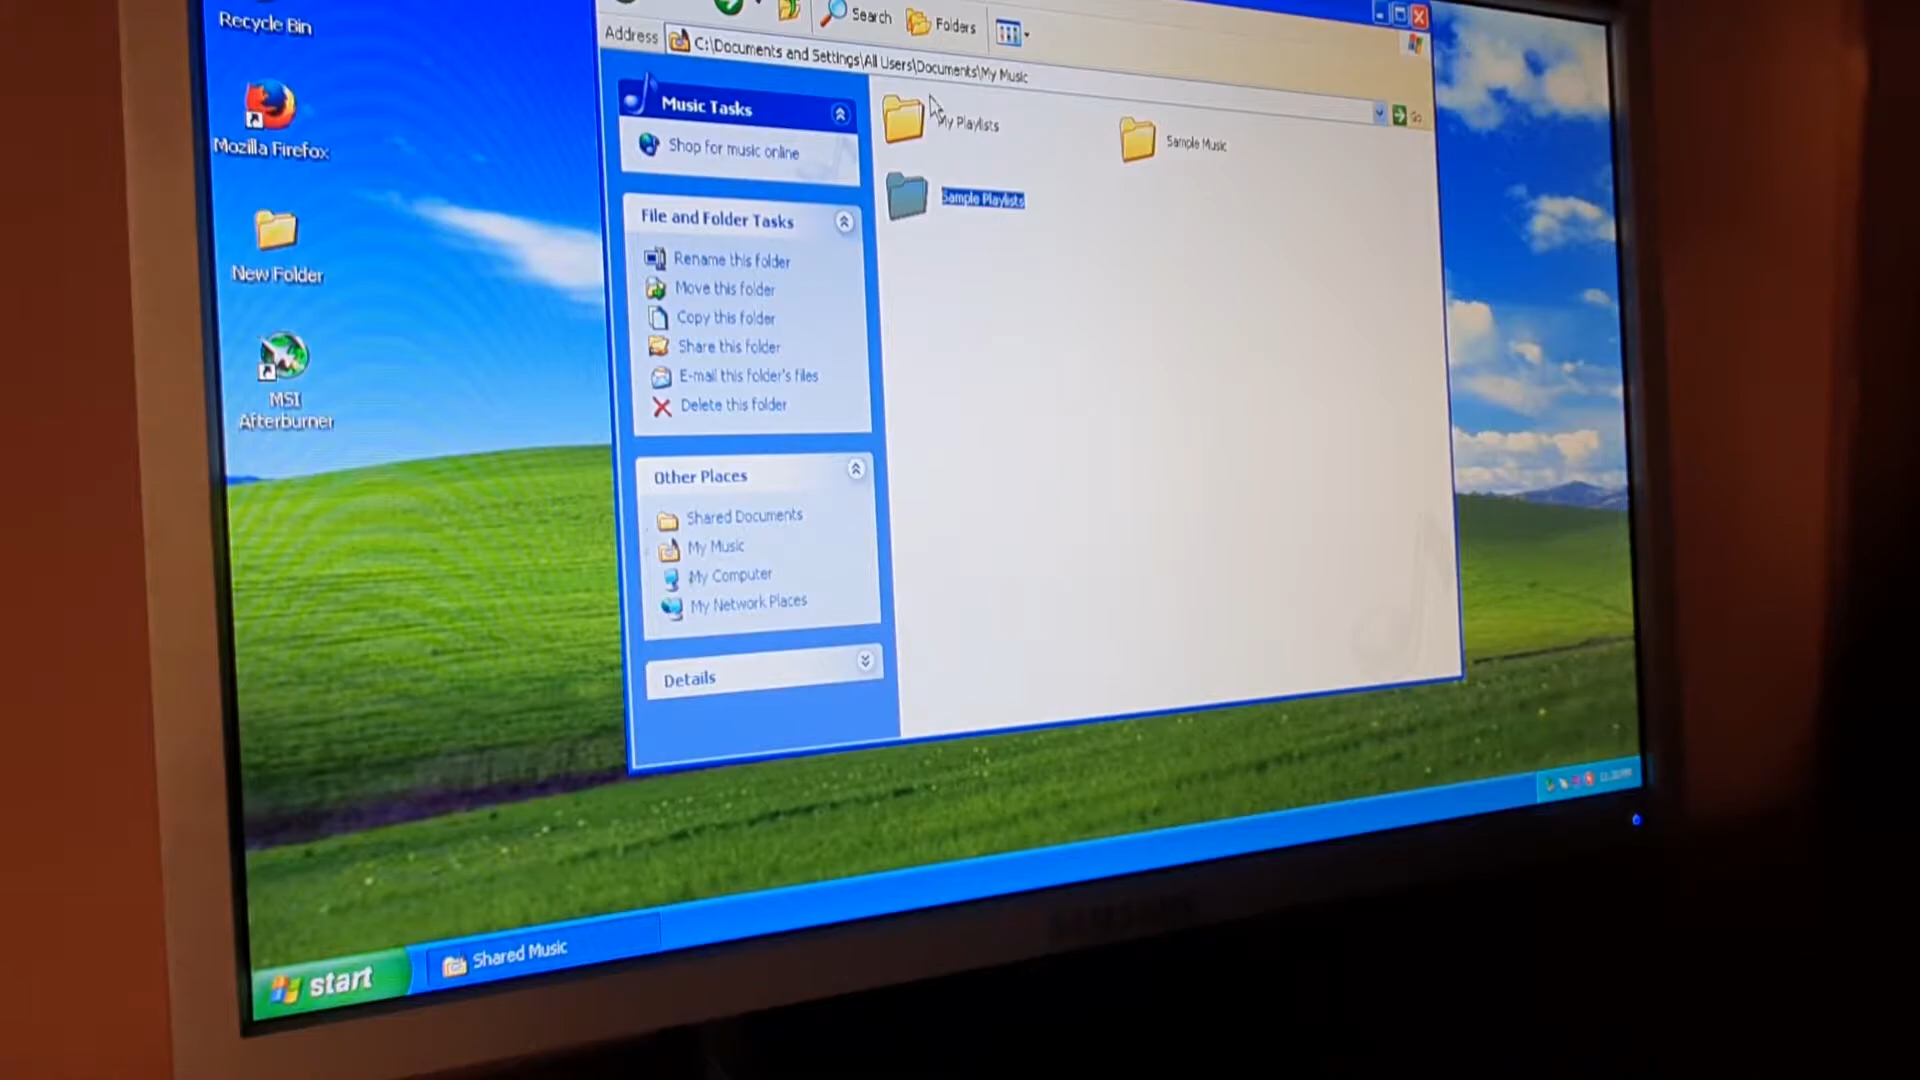 Recycle Bin
Mozilla Firefox
New Folder
MSI
Afterburner
Search
Folders
Address
C:\Documents and Settings\All Users\Documents\My Music
Go
Music Tasks
Shop for music online
File and Folder Tasks
Rename this folder
Move this folder
Copy this folder
Share this folder
E-mail this folder's files
Delete this folder
Other Places
Shared Documents
My Music
My Computer
My Network Places
Details
My Playlists
Sample Music
Sample Playlists
start
Shared Music
SAMSUNG